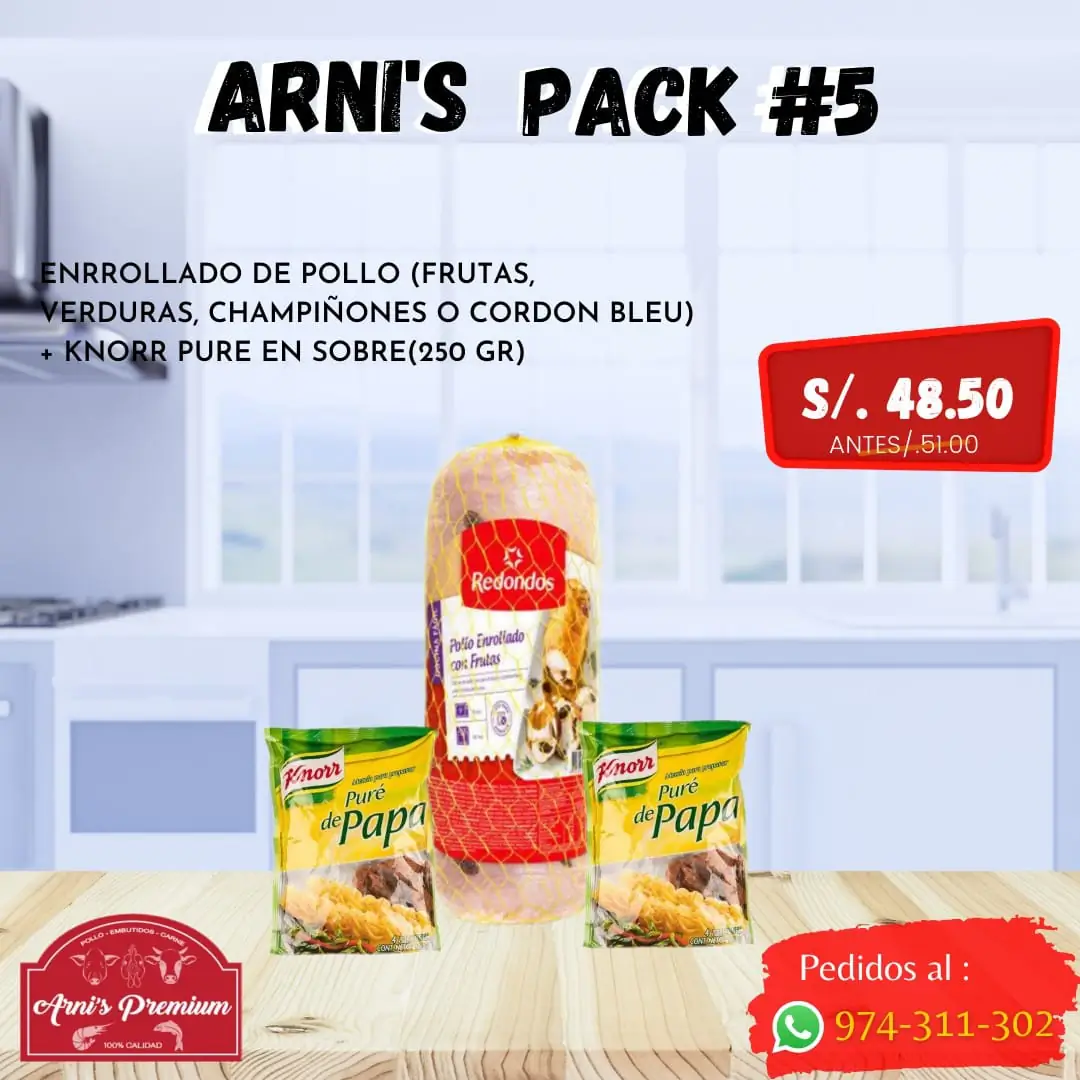 ARNI'S PACK #5
ENRROLLADO DE POLLO (FRUTAS,
VERDURAS, CHAMPIÑONES O CORDON BLEU)
+ KNORR PURE EN SOBRE(250 GR)
S/. 48.50
ANTES/.51.00
Redondos
Pollo Enrollado
con Frutas
Knorr
Puré
de Papa
Knorr
Puré
de Papa
POLLO - EMBUTIDOS - CARNE
Arni's Premium
100% CALIDAD
Pedidos al :
974-311-302